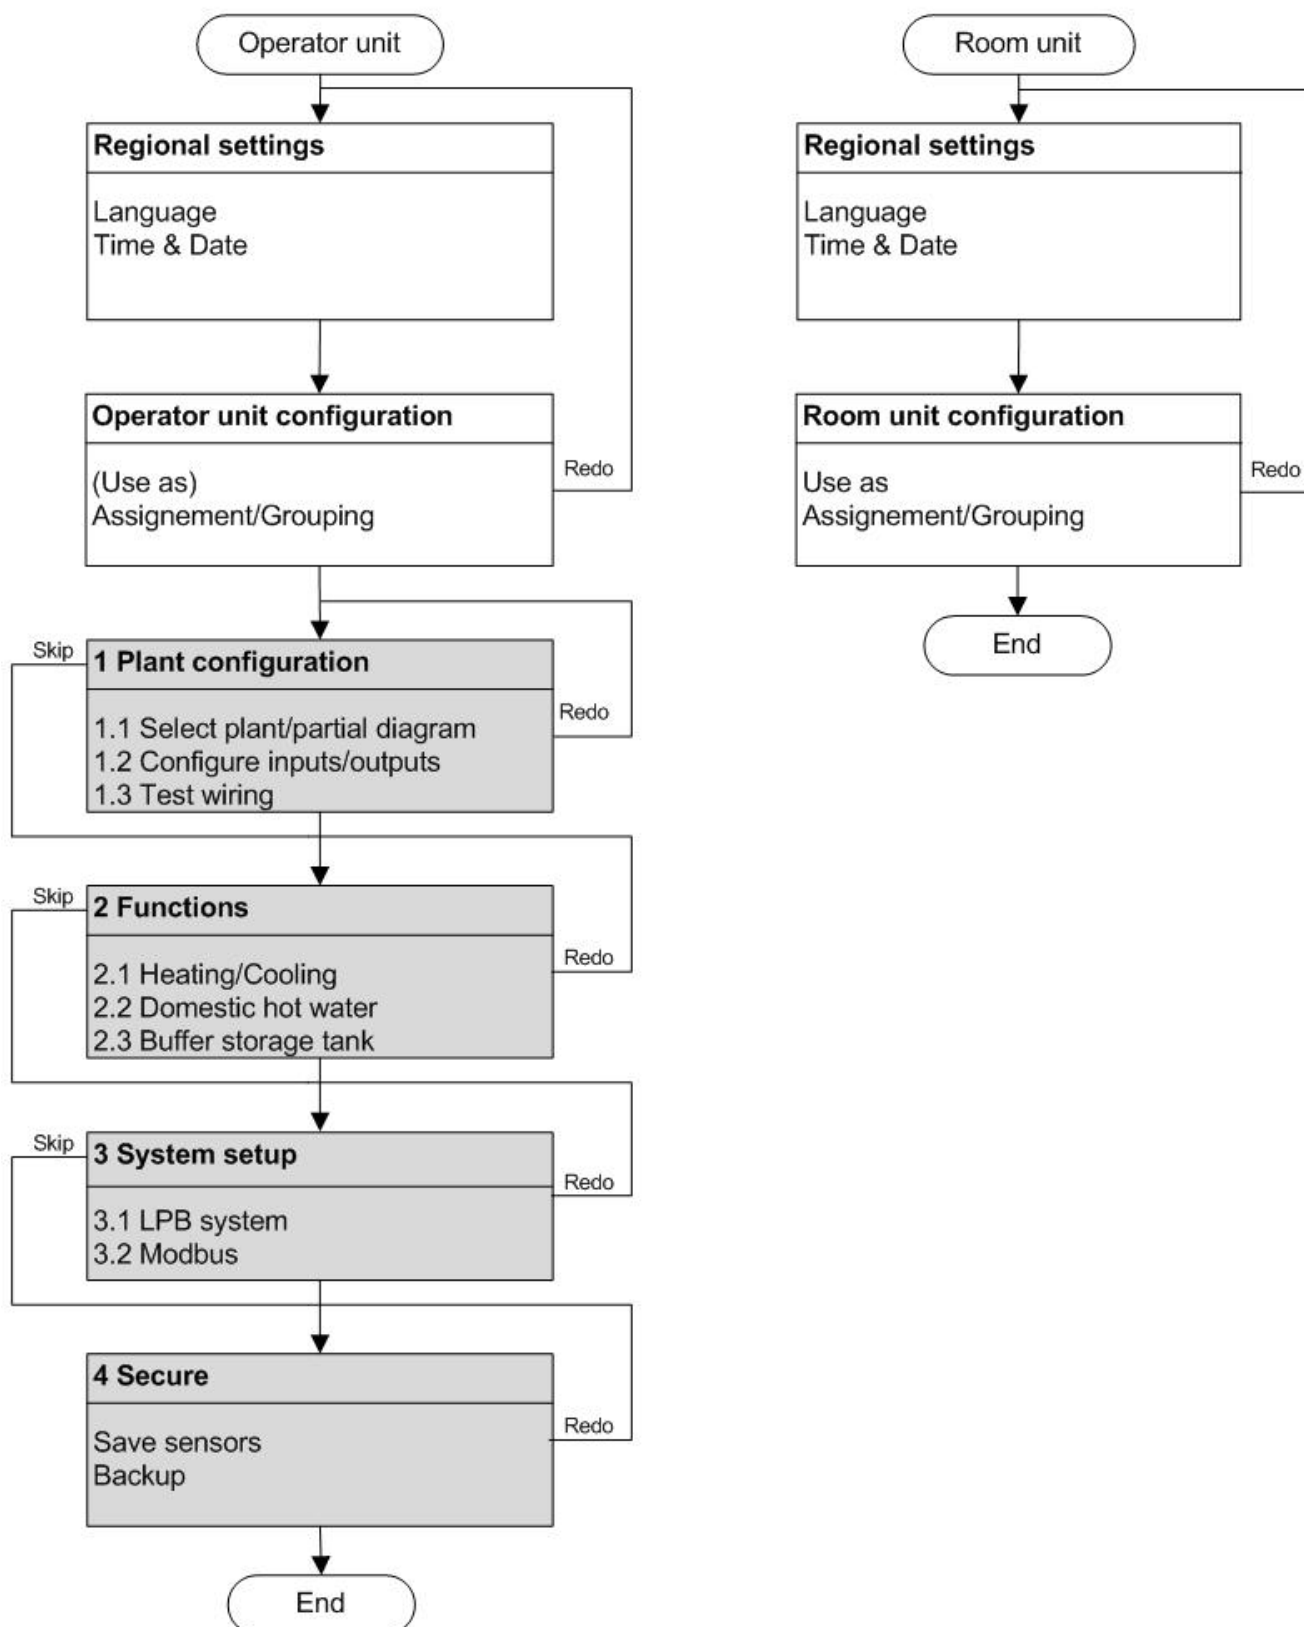 Operator unit
Regional settings
Language
Time & Date
Operator unit configuration
(Use as)
Assignement/Grouping
Redo
Skip
1 Plant configuration
1.1 Select plant/partial diagram
1.2 Configure inputs/outputs
1.3 Test wiring
Redo
Skip
2 Functions
2.1 Heating/Cooling
2.2 Domestic hot water
2.3 Buffer storage tank
Redo
Skip
3 System setup
3.1 LPB system
3.2 Modbus
Redo
4 Secure
Save sensors
Backup
Redo
End
Room unit
Regional settings
Language
Time & Date
Room unit configuration
Use as
Assignement/Grouping
Redo
End